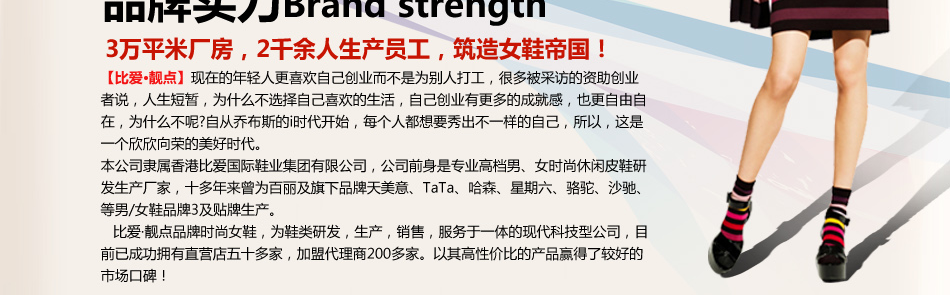 品牌实力Brand strength
3万平米厂房，2千余人生产员工，筑造女鞋帝国！
【比爱•靓点】现在的年轻人更喜欢自己创业而不是为别人打工，很多被采访的资助创业
者说，人生短暂，为什么不选择自己喜欢的生活，自己创业有更多的成就感，也更自由自
在，为什么不呢?自从乔布斯的i时代开始，每个人都想要秀出不一样的自己，所以，这是
一个欣欣向荣的美好时代。
本公司隶属香港比爱国际鞋业集团有限公司，公司前身是专业高档男、女时尚休闲皮鞋研
发生产厂家，十多年来曾为百丽及旗下品牌天美意、TaTa、哈森、星期六、骆驼、沙驰、
等男/女鞋品牌3及贴牌生产。
比爱·靓点品牌时尚女鞋，为鞋类研发，生产，销售，服务于一体的现代科技型公司，目
前已成功拥有直营店五十多家，加盟代理商200多家。以其高性价比的产品赢得了较好的
市场口碑！